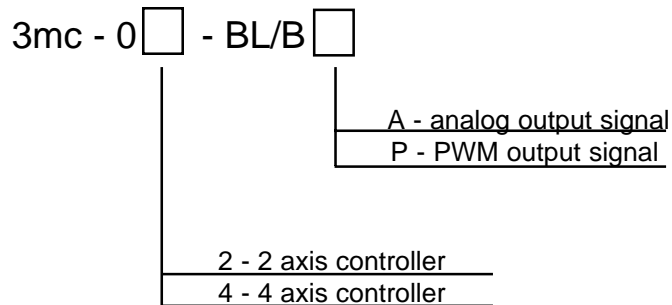 3mc - 0 - BL/B
A - analog output signal
P - PWM output signal
2 - 2 axis controller
4 - 4 axis controller